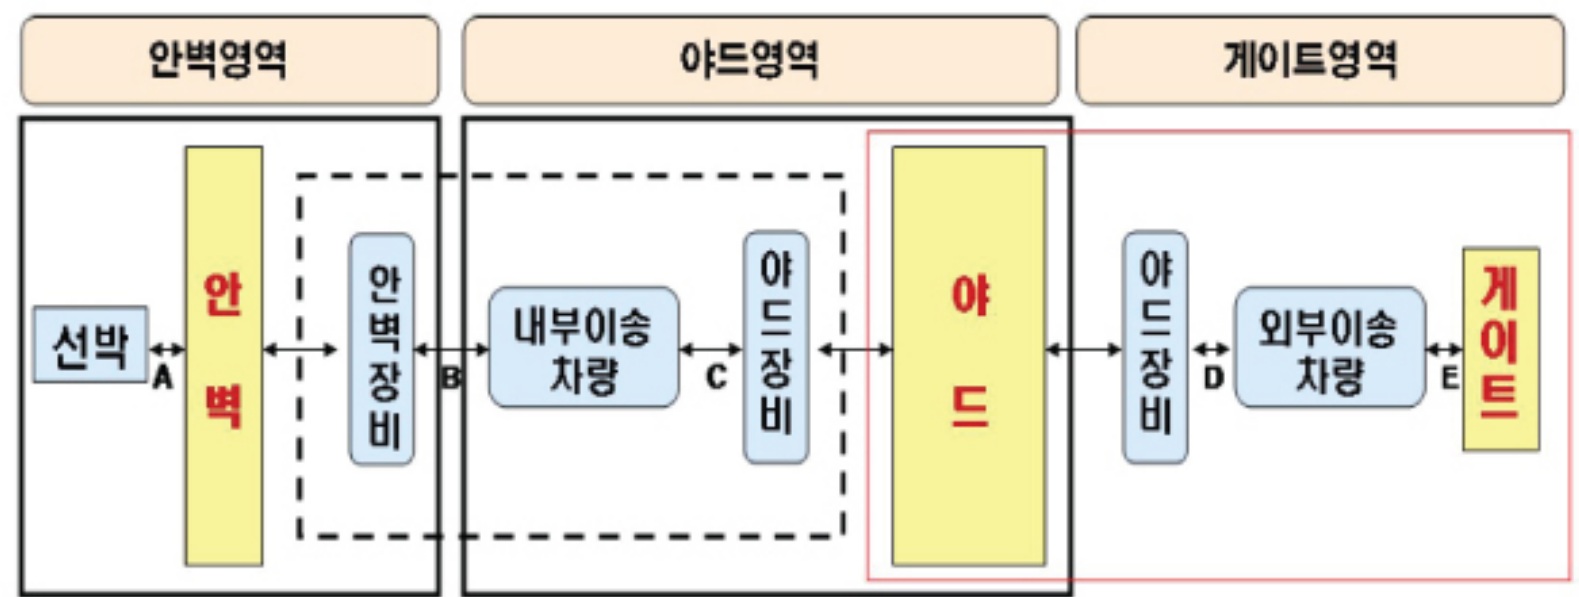 안벽영역
야드영역
게이트영역
선박
A
안
벽
안
벽
장
비
B
내부이송
차량
C
야
드
장
비
야
드
야
드
장
비
D
외부이송
차량
E
게
이
트